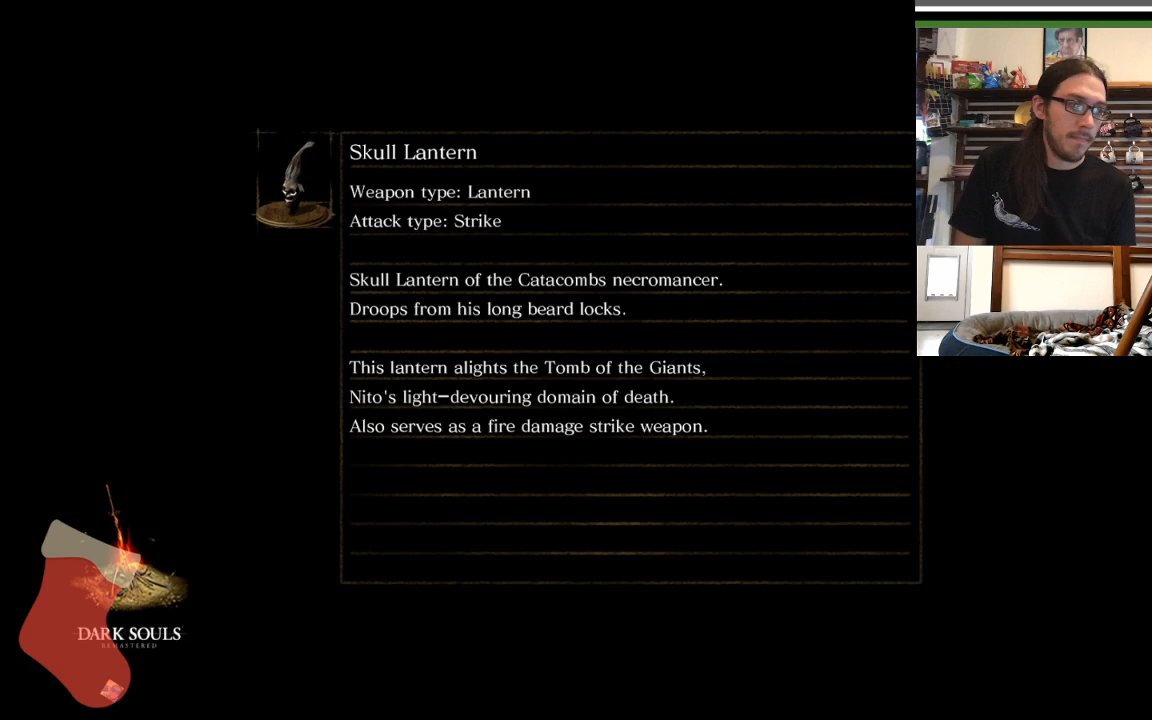 Skull Lantern
Weapon type: Lantern
Attack type: Strike
Skull Lantern of the Catacombs necromancer.
Droops from his long beard locks.
This lantern alights the Tomb of the Giants,
Nito's light-devouring domain of death.
Also serves as a fire damage strike weapon.
DARK SOULS
REMASTERED